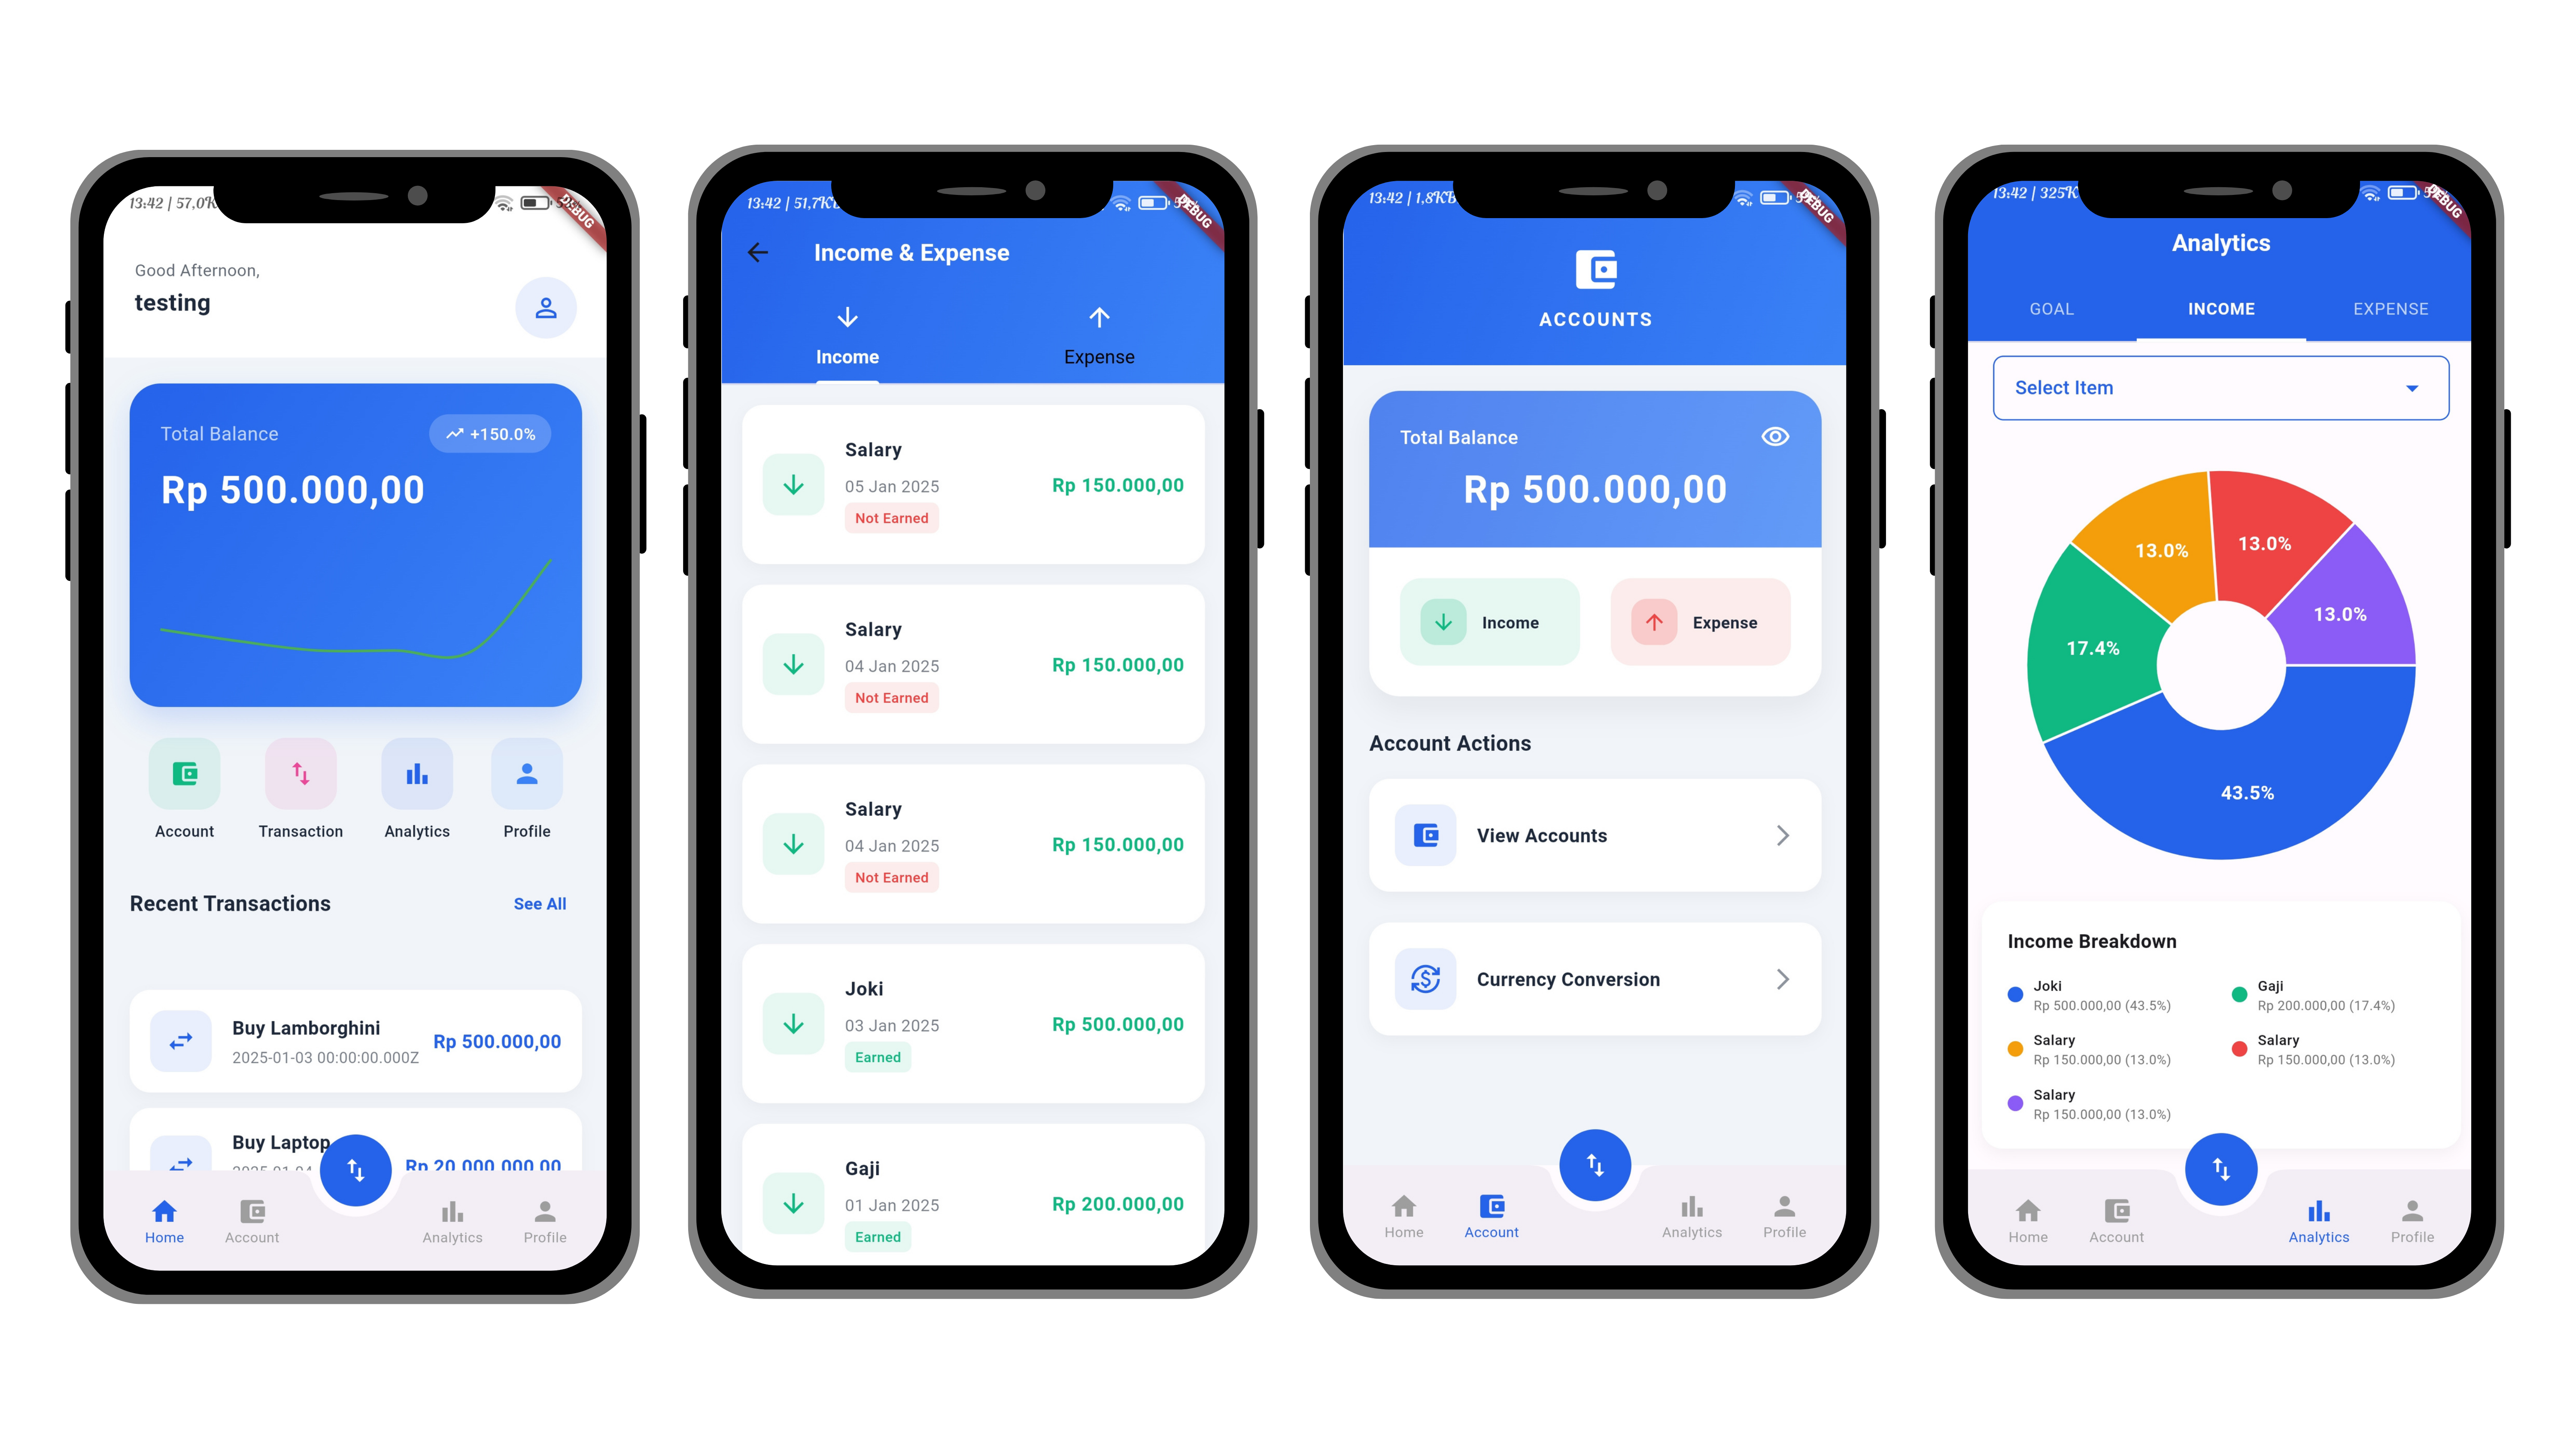 13:42 | 57,0K
DEBUG
Good Afternoon,
testing
Total Balance
+150.0%
Rp 500.000,00
Account
Transaction
Analytics
Profile
Recent Transactions
See All
Buy Lamborghini
2025-01-03 00:00:00.000Z
Rp 500.000,00
Buy Laptop
2025-01-04
Rp 20.000.000,00
Home
Account
Analytics
Profile
13:42 | 51,7K
DEBUG
Income & Expense
Income
Expense
Salary
05 Jan 2025
Not Earned
Rp 150.000,00
Salary
04 Jan 2025
Not Earned
Rp 150.000,00
Salary
04 Jan 2025
Not Earned
Rp 150.000,00
Joki
03 Jan 2025
Earned
Rp 500.000,00
Gaji
01 Jan 2025
Earned
Rp 200.000,00
13:42 | 1,8K
DEBUG
ACCOUNTS
Total Balance
Rp 500.000,00
Income
Expense
Account Actions
View Accounts
Currency Conversion
Home
Account
Analytics
Profile
13:42 | 325K
DEBUG
Analytics
GOAL
INCOME
EXPENSE
Select Item
13.0%
13.0%
13.0%
17.4%
43.5%
Income Breakdown
Joki
Rp 500.000,00 (43.5%)
Gaji
Rp 200.000,00 (17.4%)
Salary
Rp 150.000,00 (13.0%)
Salary
Rp 150.000,00 (13.0%)
Salary
Rp 150.000,00 (13.0%)
Home
Account
Analytics
Profile